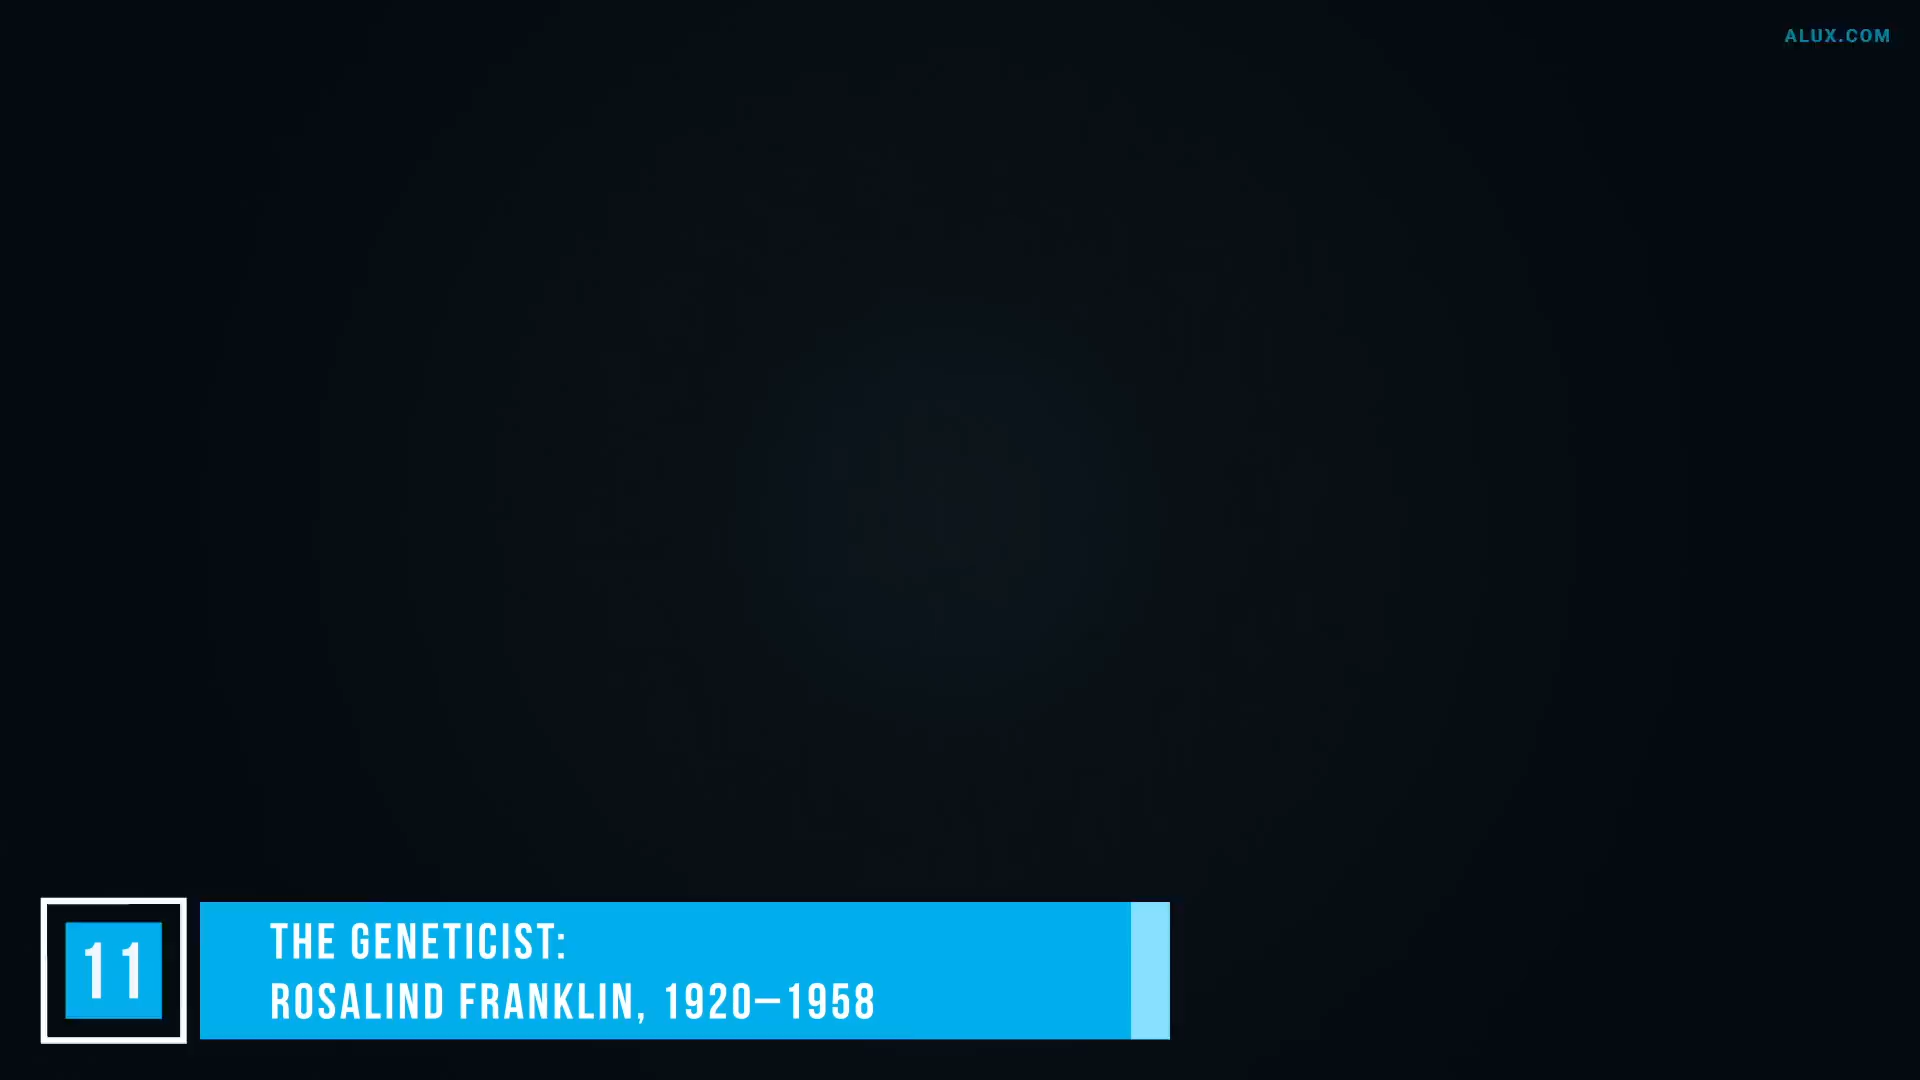 ALUX.COM
11
THE GENETICIST:
ROSALIND FRANKLIN, 1920–1958